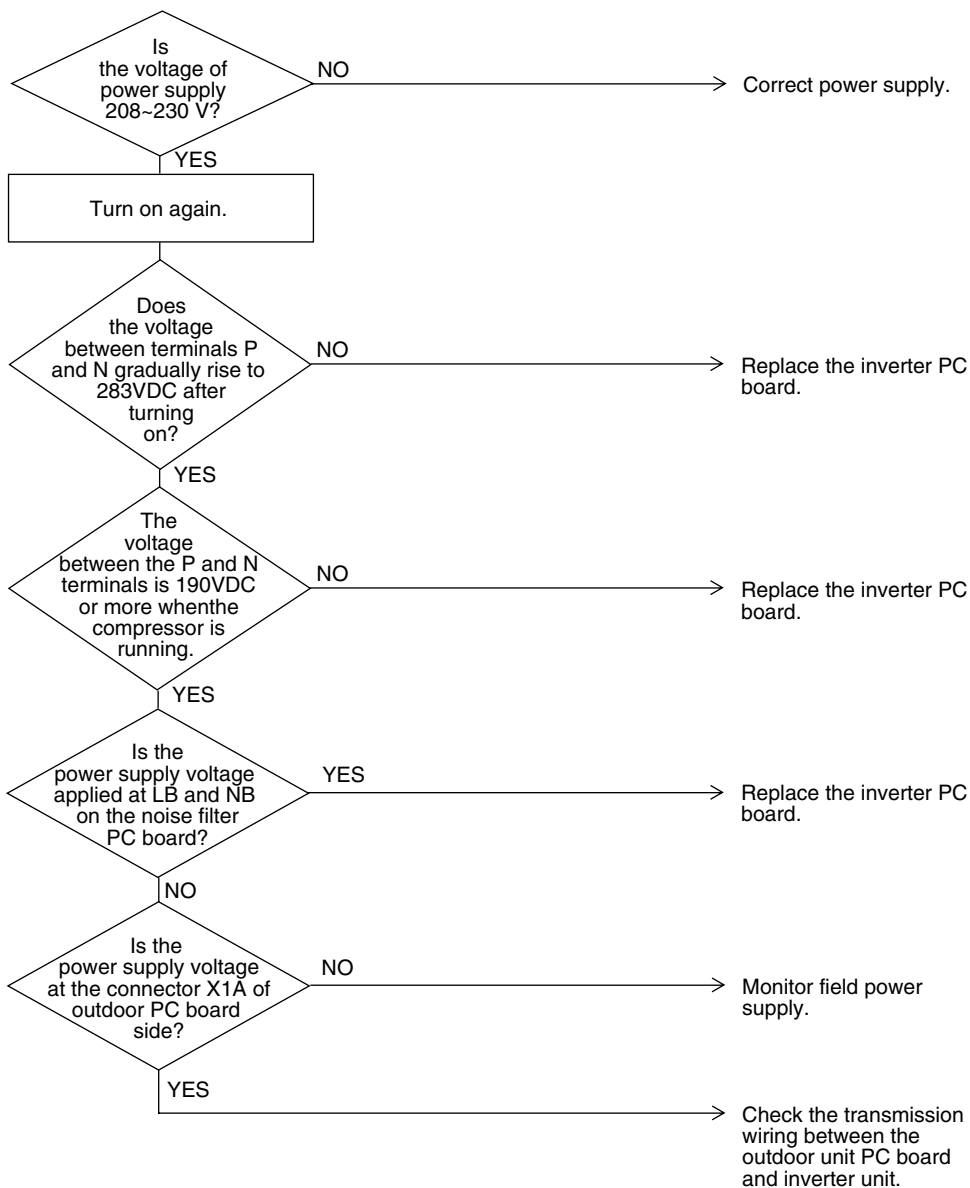 Is
the voltage of
power supply
208~230 V?
NO
Correct power supply.
YES
Turn on again.
Does
the voltage
between terminals P
and N gradually rise to
283VDC after
turning
on?
NO
Replace the inverter PC
board.
YES
The
voltage
between the P and N
terminals is 190VDC
or more whenthe
compressor is
running.
NO
Replace the inverter PC
board.
YES
Is the
power supply voltage
applied at LB and NB
on the noise filter
PC board?
YES
Replace the inverter PC
board.
NO
Is the
power supply voltage
at the connector X1A of
outdoor PC board
side?
NO
Monitor field power
supply.
YES
Check the transmission
wiring between the
outdoor unit PC board
and inverter unit.